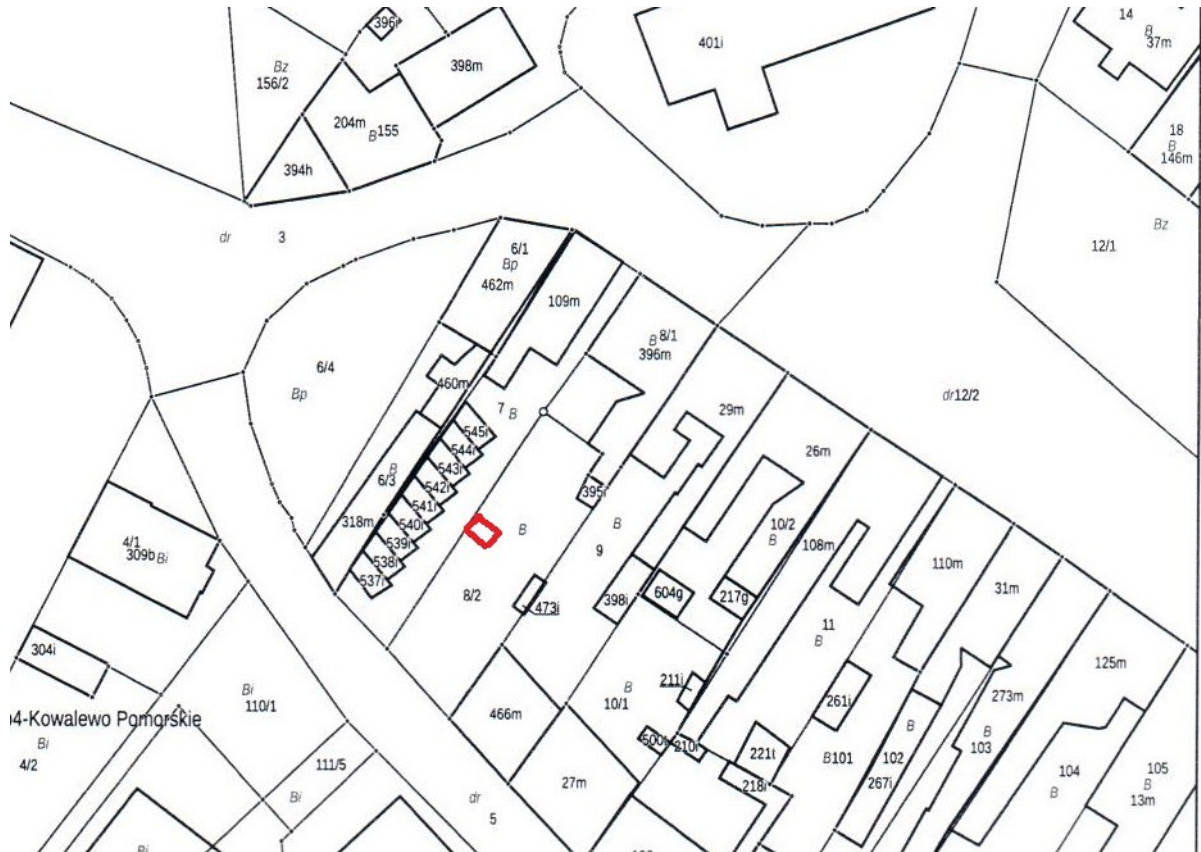 396i
14
B
37m
401i
398m
Bz
156/2
204m
B 155
18
B
146m
394h
Bz
12/1
dr 3
6/1
Bp
462m
109m
B 8/1
396m
6/4
Bp
460m
29m
dr12/2
7 B
545i
544i
543i
542i
541i
540i
539i
538i
537i
26m
B
6/3
318m
395i
B
B
9
10/2
B
108m
4/1
309b Bi
110m
31m
8/2
473i
398i
604g
217g
11
B
304i
125m
211i
B
10/1
261i
273m
B
103
Bi
110/1
04-Kowalewo Pomorskie
466m
500i
210i
221t
218i
B
102
267i
B101
Bi
4/2
111/5
Bi
27m
104
B
105
B
13m
dr
5
Bi